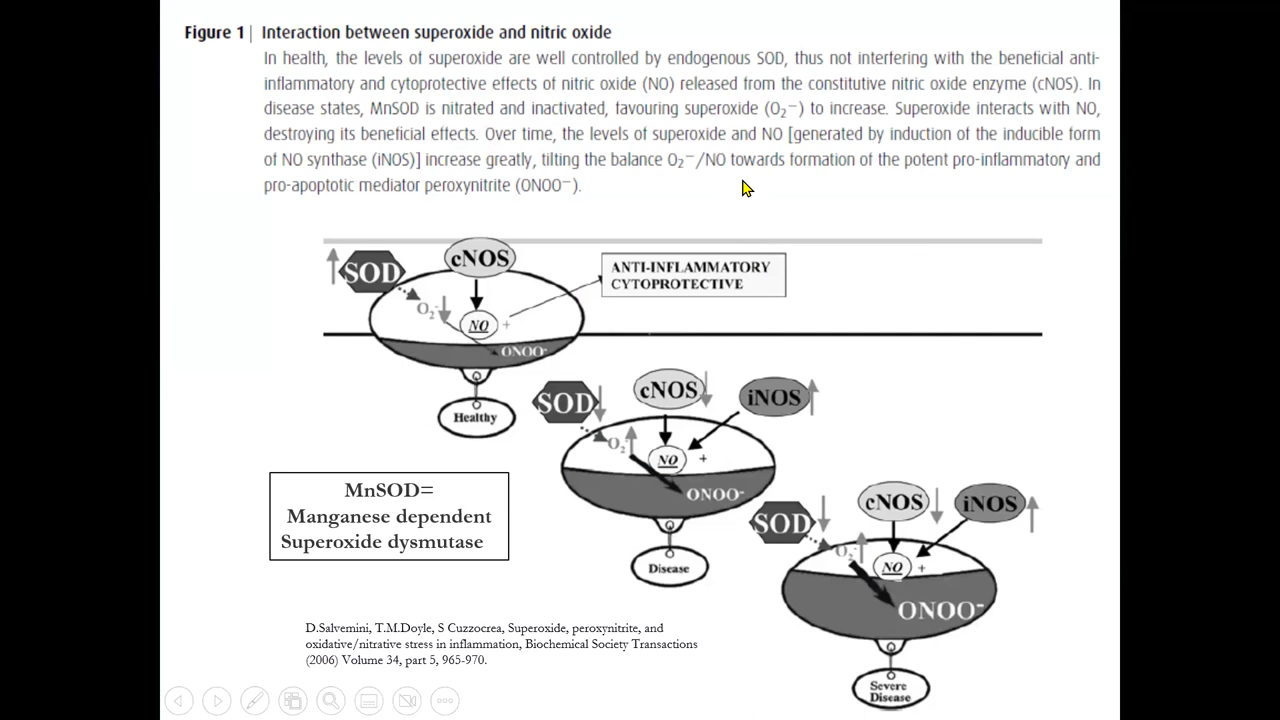 Figure 1 | Interaction between superoxide and nitric oxide
In health, the levels of superoxide are well controlled by endogenous SOD, thus not interfering with the beneficial anti-
inflammatory and cytoprotective effects of nitric oxide (NO) released from the constitutive nitric oxide enzyme (cNOS). In
disease states, MnSOD is nitrated and inactivated, favouring superoxide (O₂⁻) to increase. Superoxide interacts with NO,
destroying its beneficial effects. Over time, the levels of superoxide and NO [generated by induction of the inducible form
of NO synthase (iNOS)] increase greatly, tilting the balance O₂⁻/NO towards formation of the potent pro-inflammatory and
pro-apoptotic mediator peroxynitrite (ONOO⁻).
SOD
cNOS
ANTI-INFLAMMATORY
CYTOPROTECTIVE
O₂⁻
NO +
ONOO⁻
Healthy
SOD
cNOS
iNOS
O₂⁻
NO +
ONOO⁻
Disease
SOD
cNOS
iNOS
O₂⁻
NO +
ONOO⁻
Severe
Disease
MnSOD=
Manganese dependent
Superoxide dysmutase
D.Salvemini, T.M.Doyle, S Cuzzocrea, Superoxide, peroxynitrite, and
oxidative/nitrative stress in inflammation, Biochemical Society Transactions
(2006) Volume 34, part 5, 965-970.